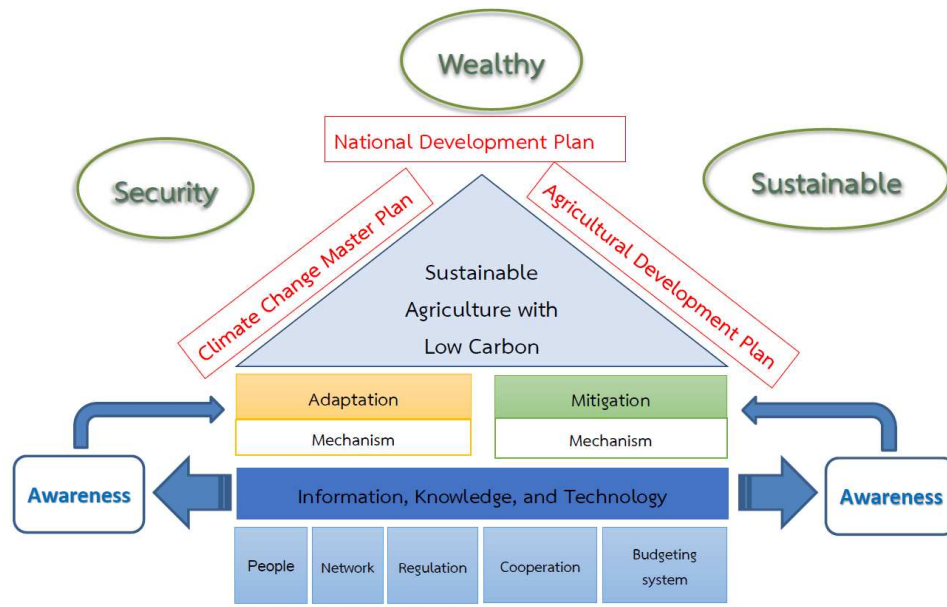 Wealthy
National Development Plan
Security
Sustainable
Climate Change Master Plan
Agricultural Development Plan
Sustainable
Agriculture with
Low Carbon
Adaptation
Mitigation
Mechanism
Mechanism
Awareness
Information, Knowledge, and Technology
Awareness
People
Network
Regulation
Cooperation
Budgeting
system